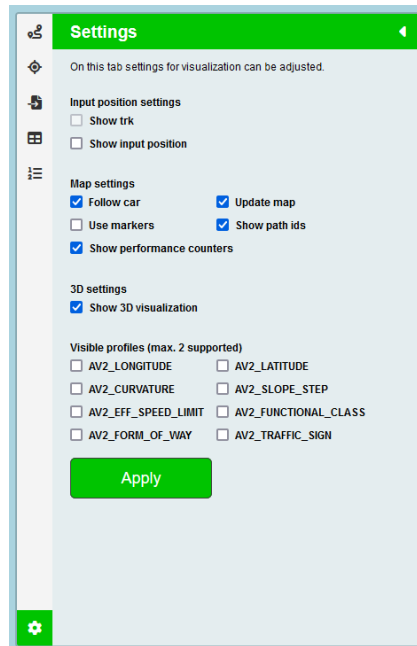 Settings
On this tab settings for visualization can be adjusted.
Input position settings
Show trk
Show input position
Map settings
Follow car Update map
Use markers Show path ids
Show performance counters
3D settings
Show 3D visualization
Visible profiles (max. 2 supported)
AV2_LONGITUDE AV2_LATITUDE
AV2_CURVATURE AV2_SLOPE_STEP
AV2_EFF_SPEED_LIMIT AV2_FUNCTIONAL_CLASS
AV2_FORM_OF_WAY AV2_TRAFFIC_SIGN
Apply